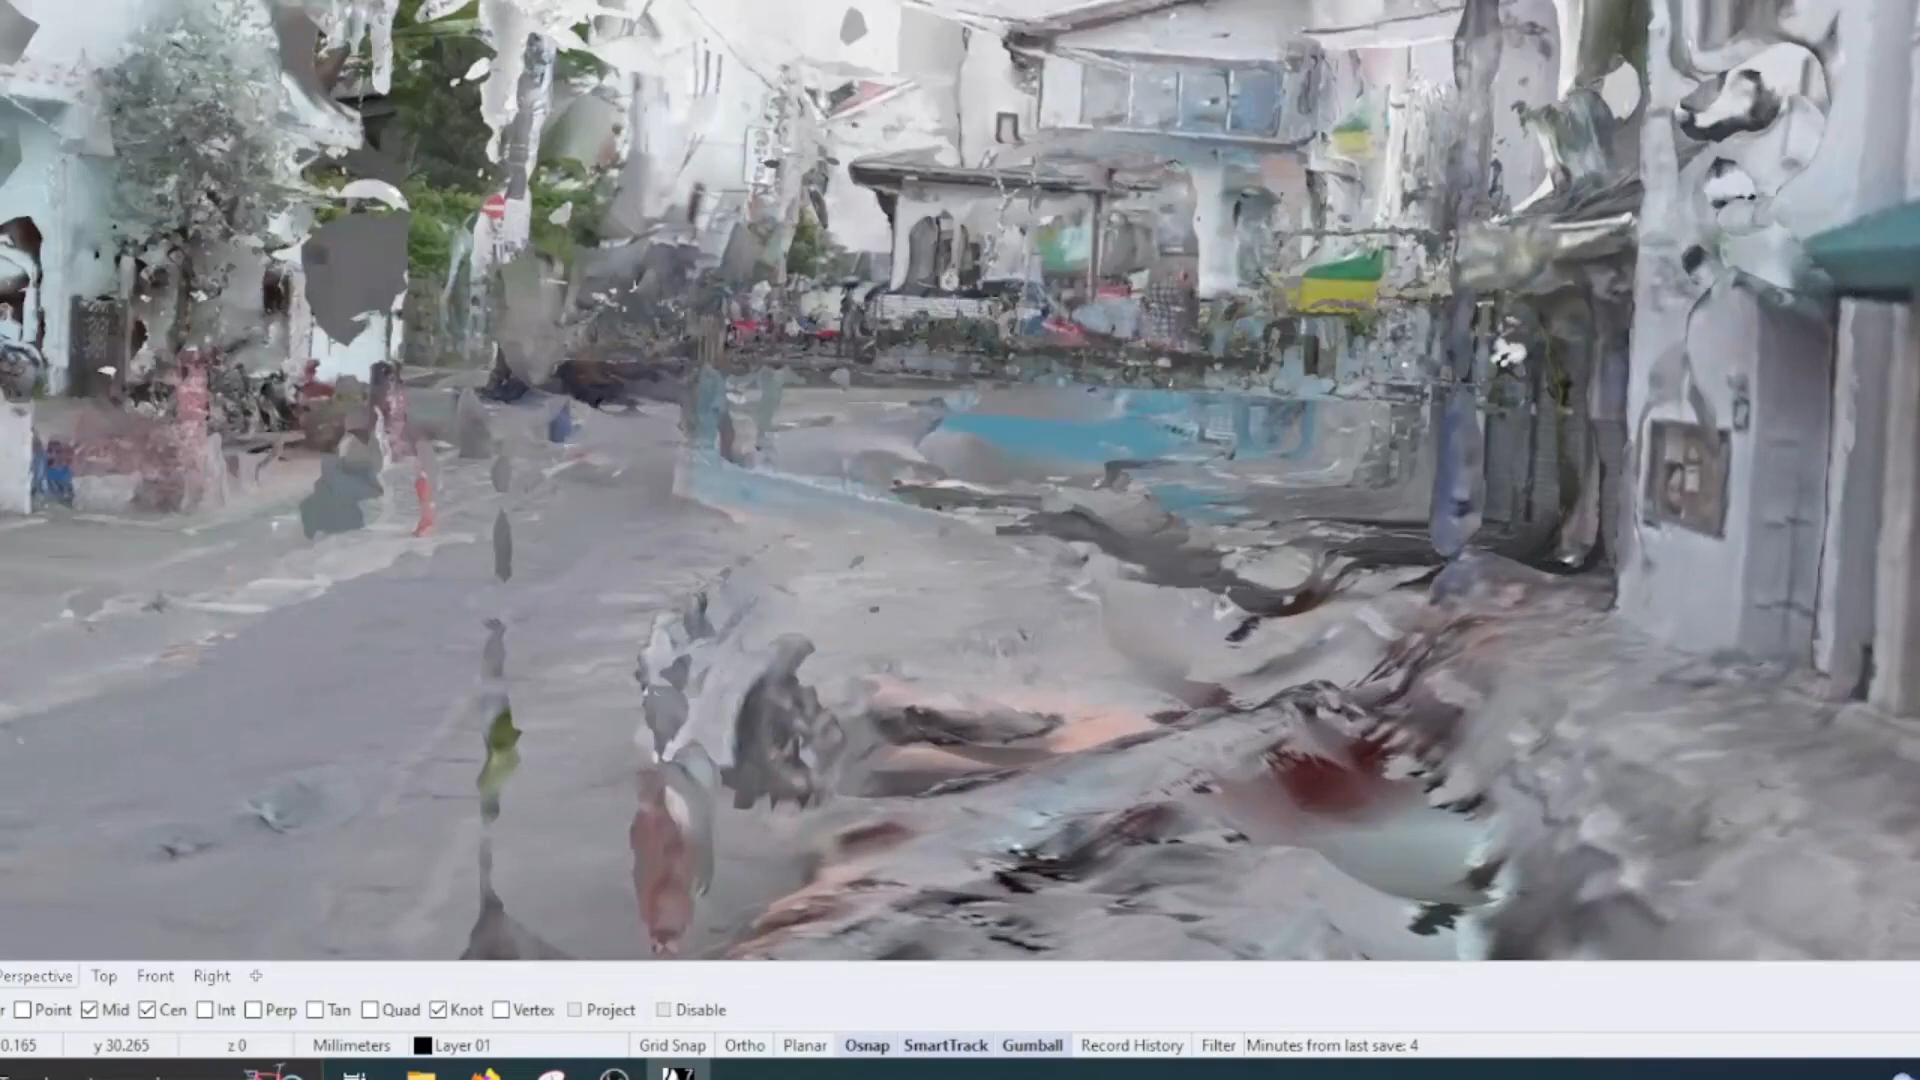 Perspective Top Front Right
Point Mid Cen Int Perp Tan Quad Knot Vertex Project Disable
0.165 y 30.265 z 0 Millimeters Layer 01 Grid Snap Ortho Planar Osnap SmartTrack Gumball Record History Filter Minutes from last save: 4